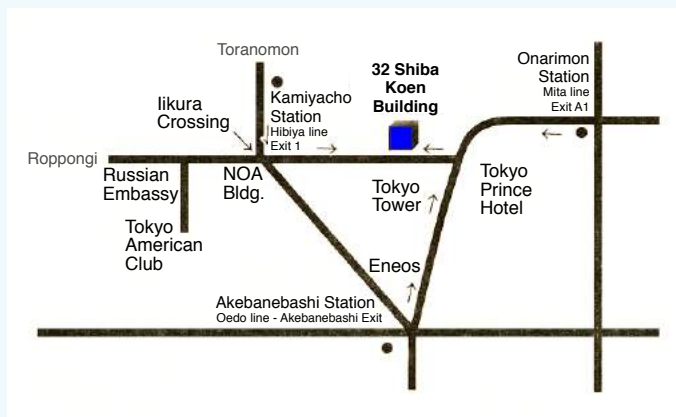 Toranomon
32 Shiba
Koen
Building
Onarimon
Station
Mita line
Exit A1
Iikura
Crossing
Kamiyacho
Station
Hibiya line
Exit 1
Roppongi
Russian
Embassy
NOA
Bldg.
Tokyo
Tower
Tokyo
Prince
Hotel
Tokyo
American
Club
Eneos
Akebanebashi Station
Oedo line - Akebanebashi Exit